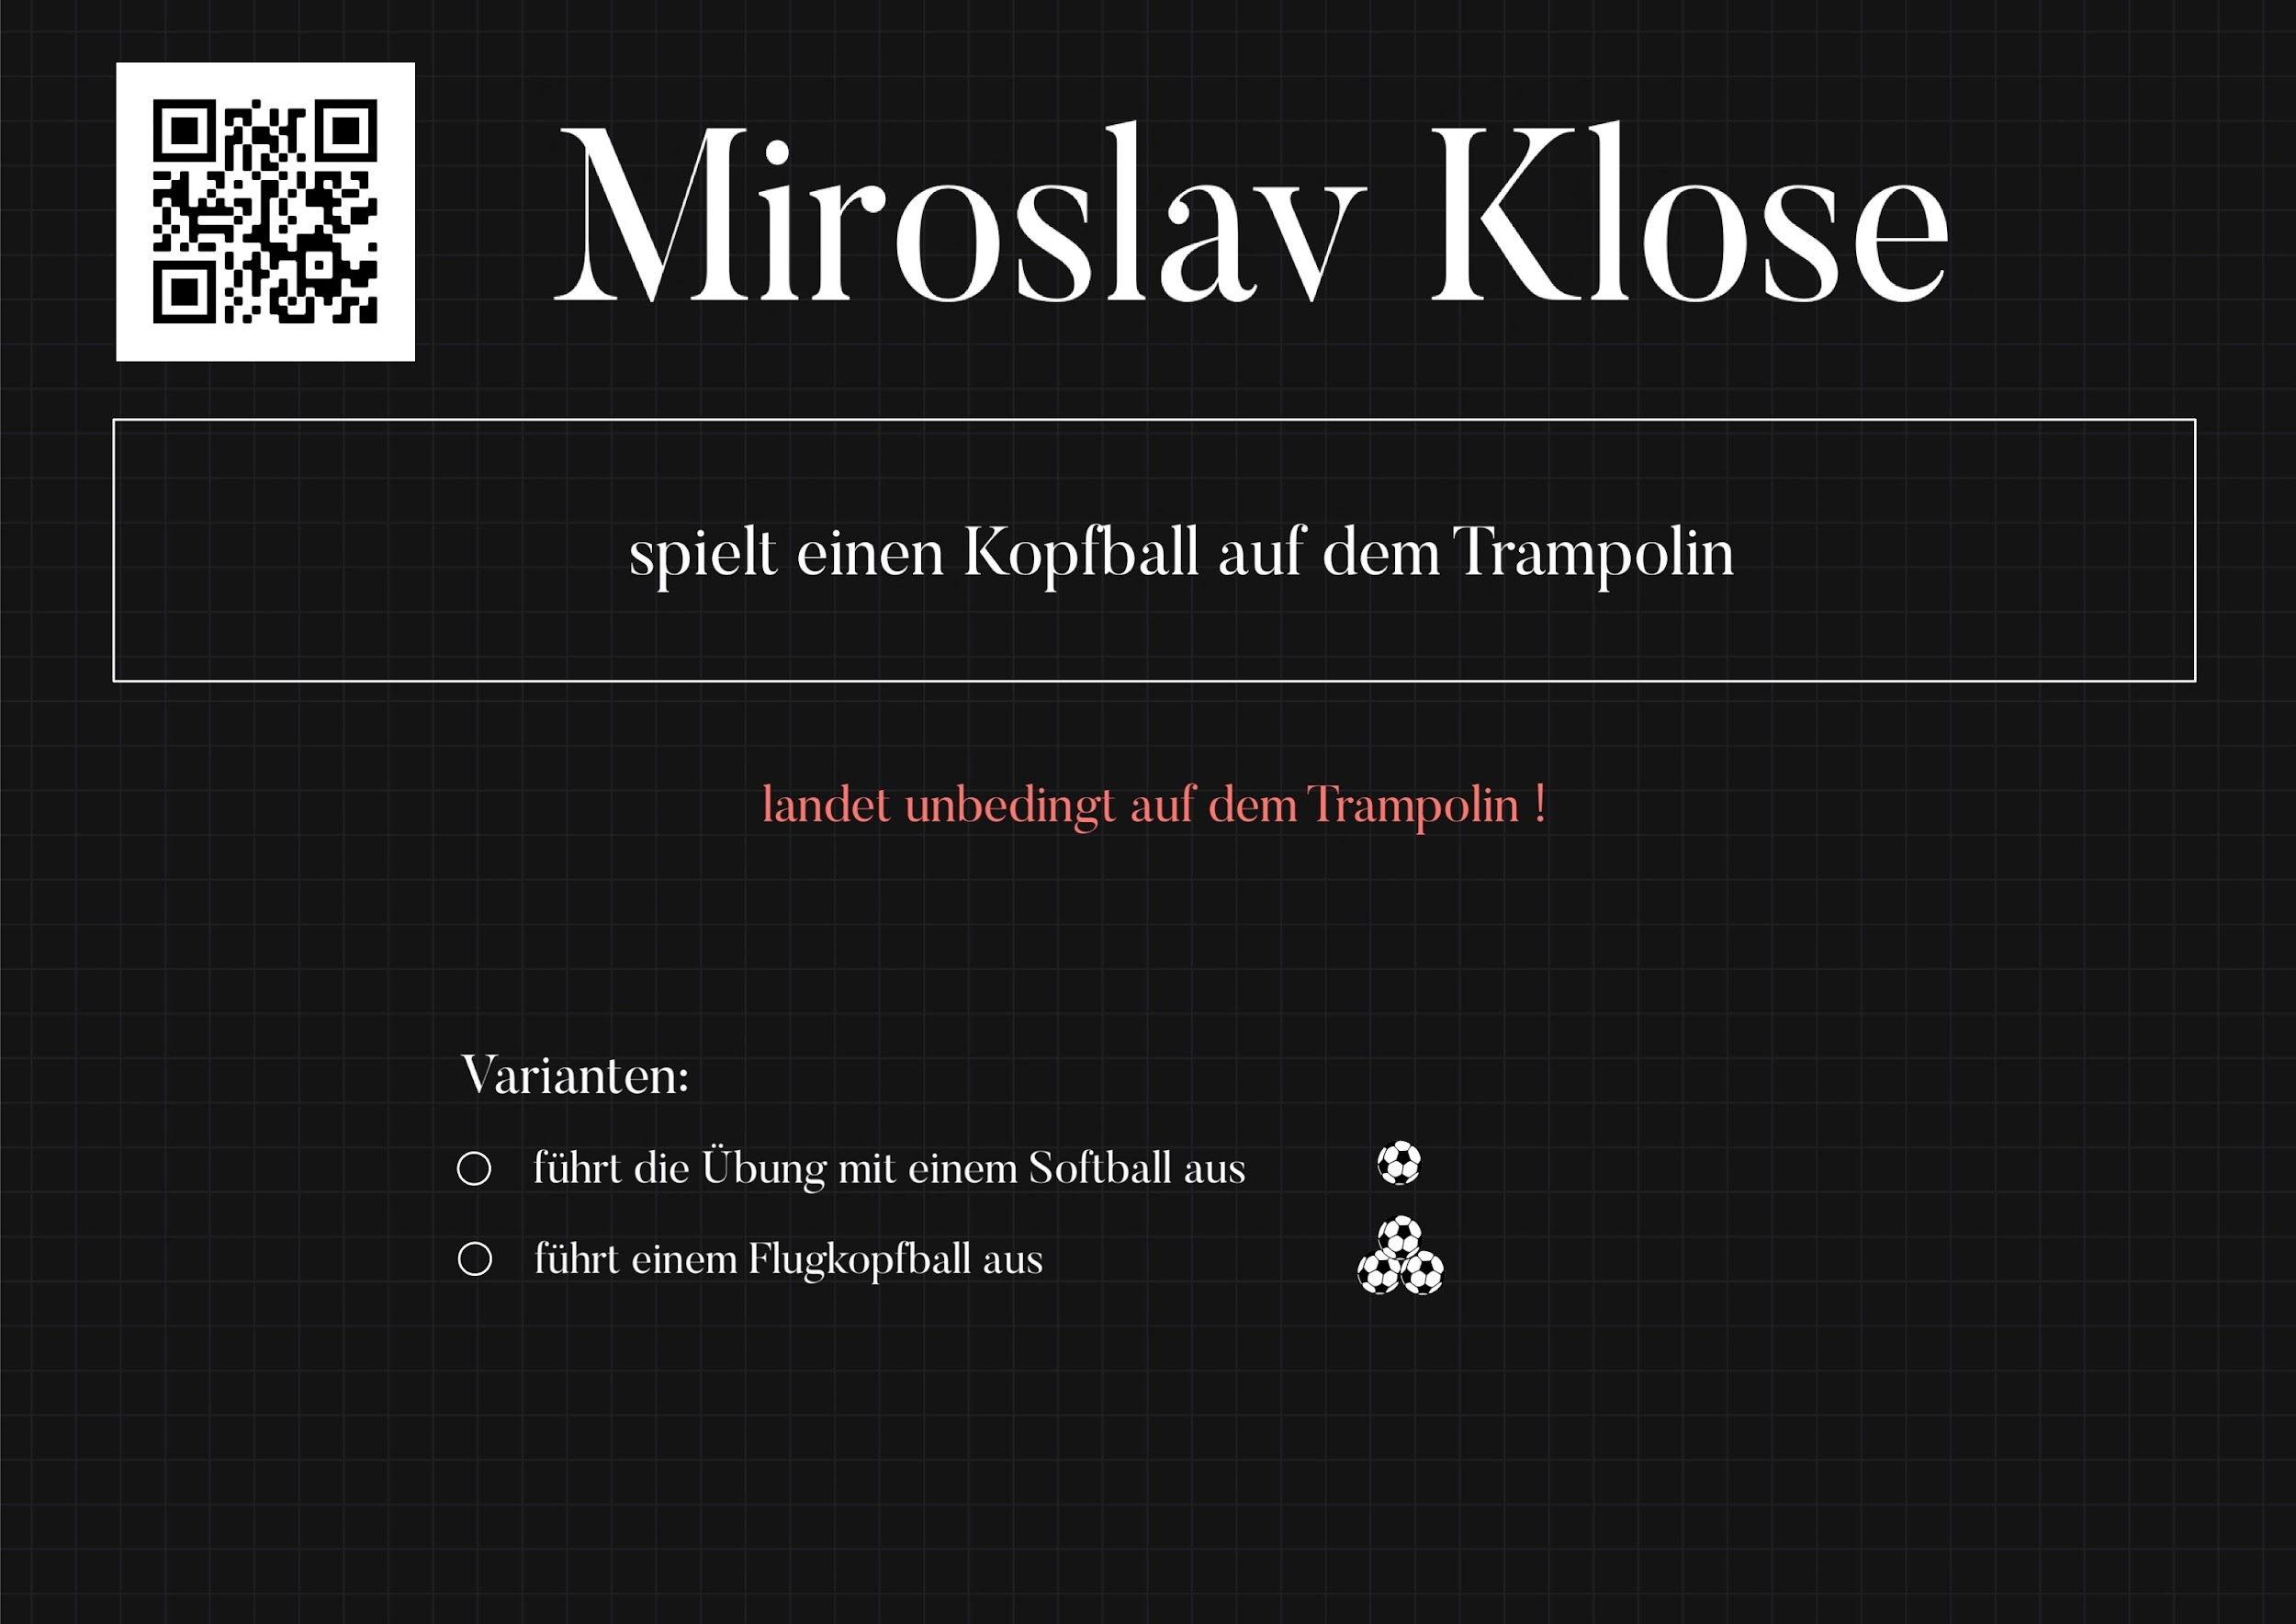 Miroslav Klose
spielt einen Kopfball auf dem Trampolin
landet unbedingt auf dem Trampolin !
Varianten:
führt die Übung mit einem Softball aus
führt einem Flugkopfball aus